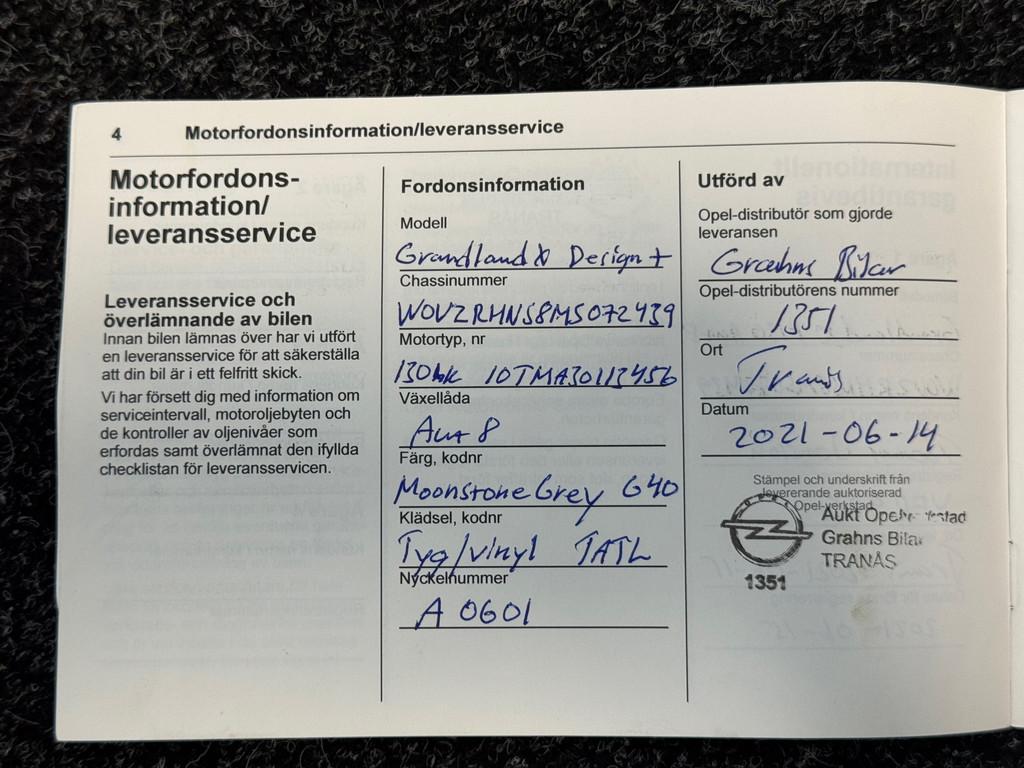 4 Motorfordonsinformation/leveransservice
Motorfordons-
information/
leveransservice
Leveransservice och
överlämnande av bilen
Innan bilen lämnas över har vi utfört
en leveransservice för att säkerställa
att din bil är i ett felfritt skick.
Vi har försett dig med information om
serviceintervall, motoroljebyten och
de kontroller av oljenivåer som
erfordas samt överlämnat den ifyllda
checklistan för leveransservicen.
Fordonsinformation
Modell
Grandland X Design +
Chassinummer
W0VZRHNS8MS072439
Motortyp, nr
130hk 10TMA30113456
Växellåda
Aut 8
Färg, kodnr
Moonstone Grey G40
Klädsel, kodnr
Tyg/vinyl TATL
Nyckelnummer
A 0601
Utförd av
Opel-distributör som gjorde
leveransen
Grahns Bilar
Opel-distributörens nummer
1351
Ort
Tranås
Datum
2021-06-14
Stämpel och underskrift från
levererande auktoriserad
Opel-verkstad
Aukt Opel
Grahns Bilar
TRANÅS
1351